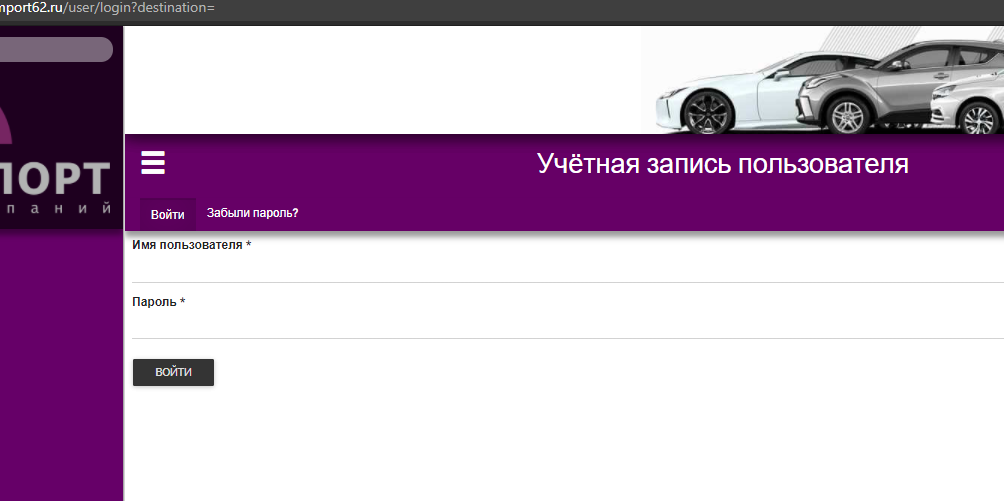 mport62.ru/user/login?destination=
ПОРТ
паний
Учётная запись пользователя
Войти
Забыли пароль?
Имя пользователя *
Пароль *
ВОЙТИ